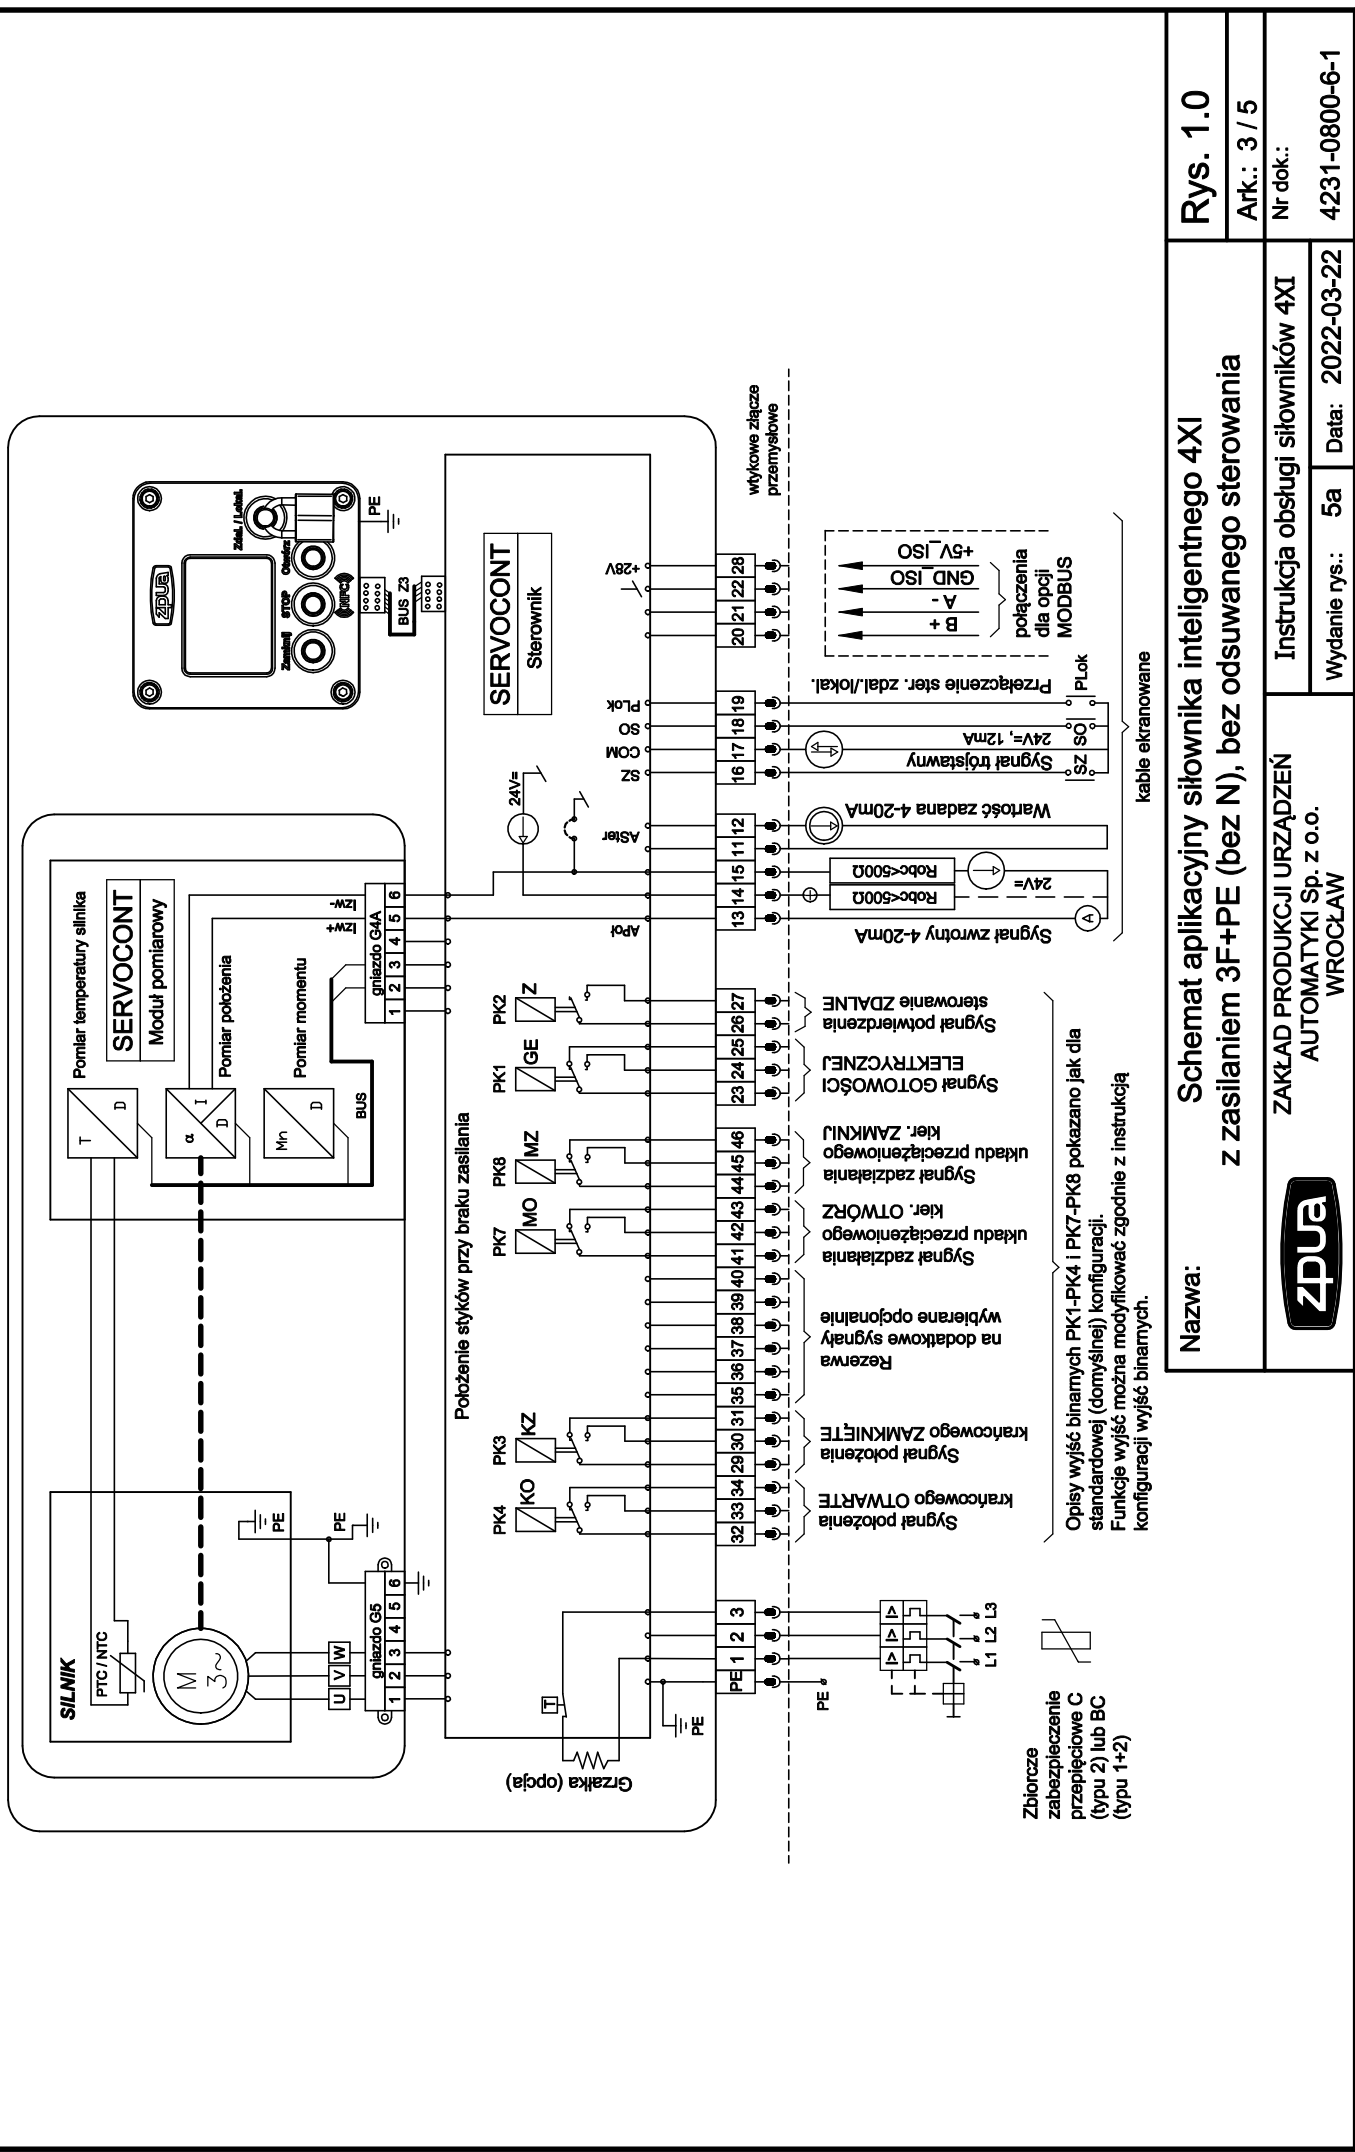 SILNIK
PTC / NTC
M
3~
U
V
W
gniazdo G5
1
2
3
4
5
6
PE
PE
Pomiar temperatury silnika
SERVOCONT
Moduł pomiarowy
T
D
Pomiar położenia
α
I
D
Pomiar momentu
Mn
D
BUS
Izw-
Izw+
gniazdo G4A
1
2
3
4
5
6
zpua
Zdal. / Lokal.
Otwórz
STOP
Zamknij
NFC
PE
BUS Z3
SERVOCONT
Sterownik
Położenie styków przy braku zasilania
Grzałka (opcja)
T
PE
PK4
KO
PK3
KZ
PK7
MO
PK8
MZ
PK1
GE
PK2
Z
APoł
ASter
24V=
SZ
COM
SO
PLok
+28V
wtykowe złącze
przemysłowe
PE
1
2
3
32
33
34
29
30
31
35
36
37
38
39
40
41
42
43
44
45
46
23
24
25
26
27
13
14
15
11
12
16
17
18
19
20
21
22
28
PE
L1
L2
L3
Sygnał położenia
krańcowego OTWARTE
Sygnał położenia
krańcowego ZAMKNIĘTE
Rezerwa
na dodatkowe sygnały
wybierane opcjonalnie
Sygnał zadziałania
układu przeciążeniowego
kier. OTWÓRZ
Sygnał zadziałania
układu przeciążeniowego
kier. ZAMKNIJ
Sygnał GOTOWOŚCI
ELEKTRYCZNEJ
Sygnał potwierdzenia
sterowanie ZDALNE
Sygnał zwrotny 4-20mA
A
Robc<500Ω
Robc<500Ω
24V=
Wartość zadana 4-20mA
Sygnał trójstawny
24V=, 12mA
SZ
SO
PLok
Przełączenie ster. zdal./lokal.
B +
A -
GND_ISO
+5V_ISO
połączenia
dla opcji
MODBUS
kable ekranowane
Opisy wyjść binarnych PK1-PK4 i PK7-PK8 pokazano jak dla
standardowej (domyślnej) konfiguracji.
Funkcje wyjść można modyfikować zgodnie z instrukcją
konfiguracji wyjść binarnych.
Zbiorcze
zabezpieczenie
przepięciowe C
(typu 2) lub BC
(typu 1+2)
Nazwa:
Schemat aplikacyjny siłownika inteligentnego 4XI
z zasilaniem 3F+PE (bez N), bez odsuwanego sterowania
Rys. 1.0
Ark.: 3 / 5
zpua
ZAKŁAD PRODUKCJI URZĄDZEŃ
AUTOMATYKI Sp. z o.o.
WROCŁAW
Instrukcja obsługi siłowników 4XI
Wydanie rys.: 5a
Data: 2022-03-22
Nr dok.:
4231-0800-6-1